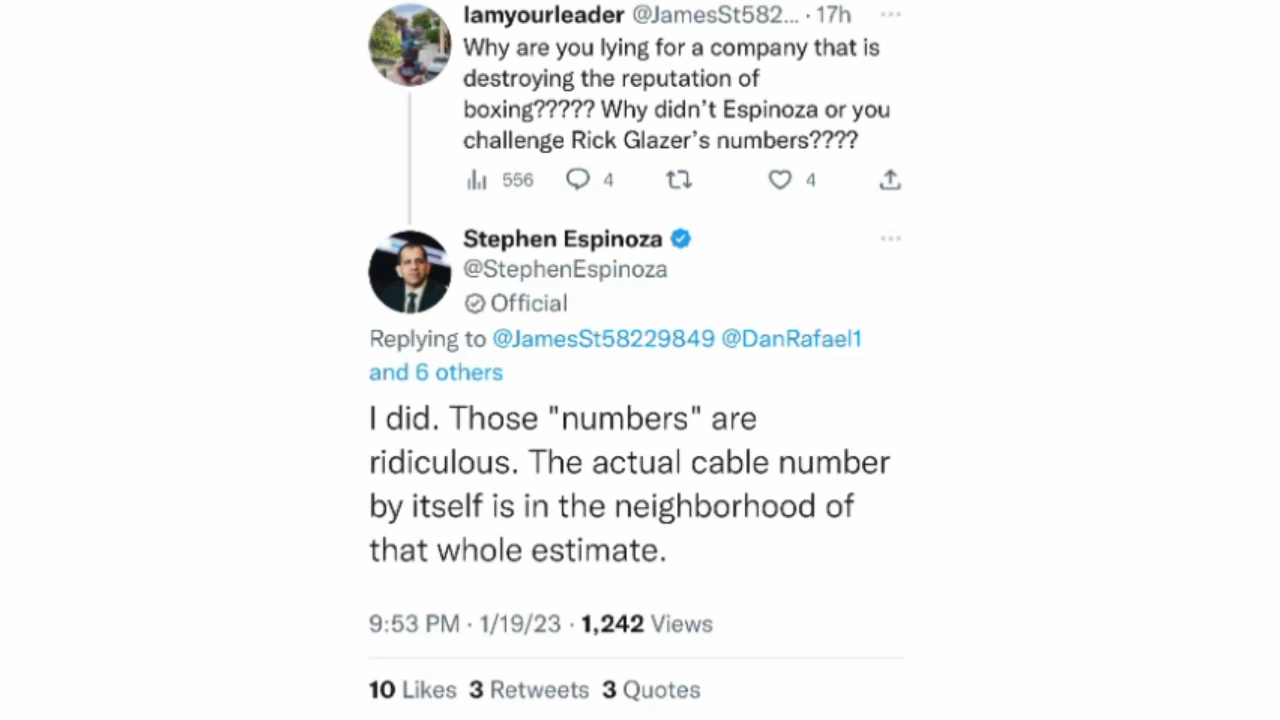 Iamyourleader @JamesSt582... · 17h
Why are you lying for a company that is
destroying the reputation of
boxing????? Why didn't Espinoza or you
challenge Rick Glazer's numbers????
556 4 4
Stephen Espinoza
@StephenEspinoza
Official
Replying to @JamesSt58229849 @DanRafael1
and 6 others
I did. Those "numbers" are
ridiculous. The actual cable number
by itself is in the neighborhood of
that whole estimate.
9:53 PM · 1/19/23 · 1,242 Views
10 Likes 3 Retweets 3 Quotes